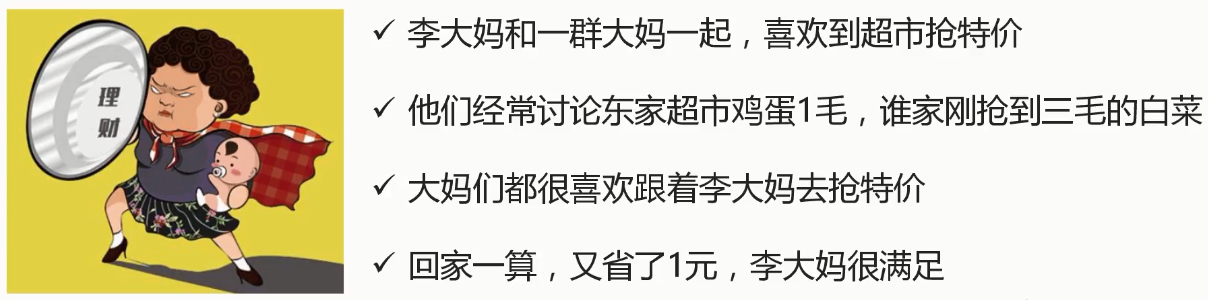 理
财
✓ 李大妈和一群大妈一起，喜欢到超市抢特价
✓ 他们经常讨论东家超市鸡蛋1毛，谁家刚抢到三毛的白菜
✓ 大妈们都很喜欢跟着李大妈去抢特价
✓ 回家一算，又省了1元，李大妈很满足